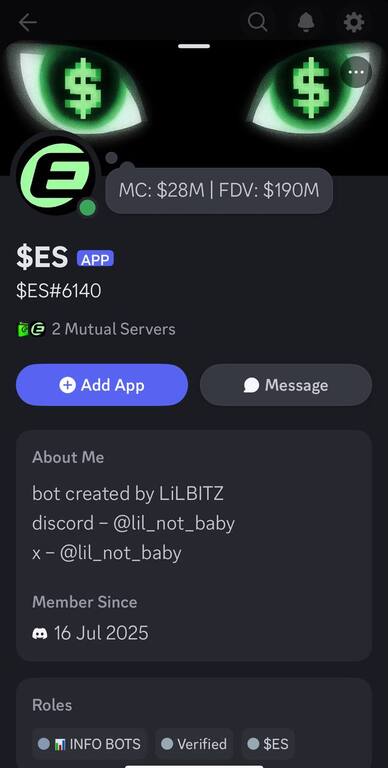 $ $
MC: $28M | FDV: $190M
$ES APP
$ES#6140
2 Mutual Servers
Add App
Message
About Me
bot created by LiLBITZ
discord – @lil_not_baby
x – @lil_not_baby
Member Since
16 Jul 2025
Roles
INFO BOTS
Verified
$ES